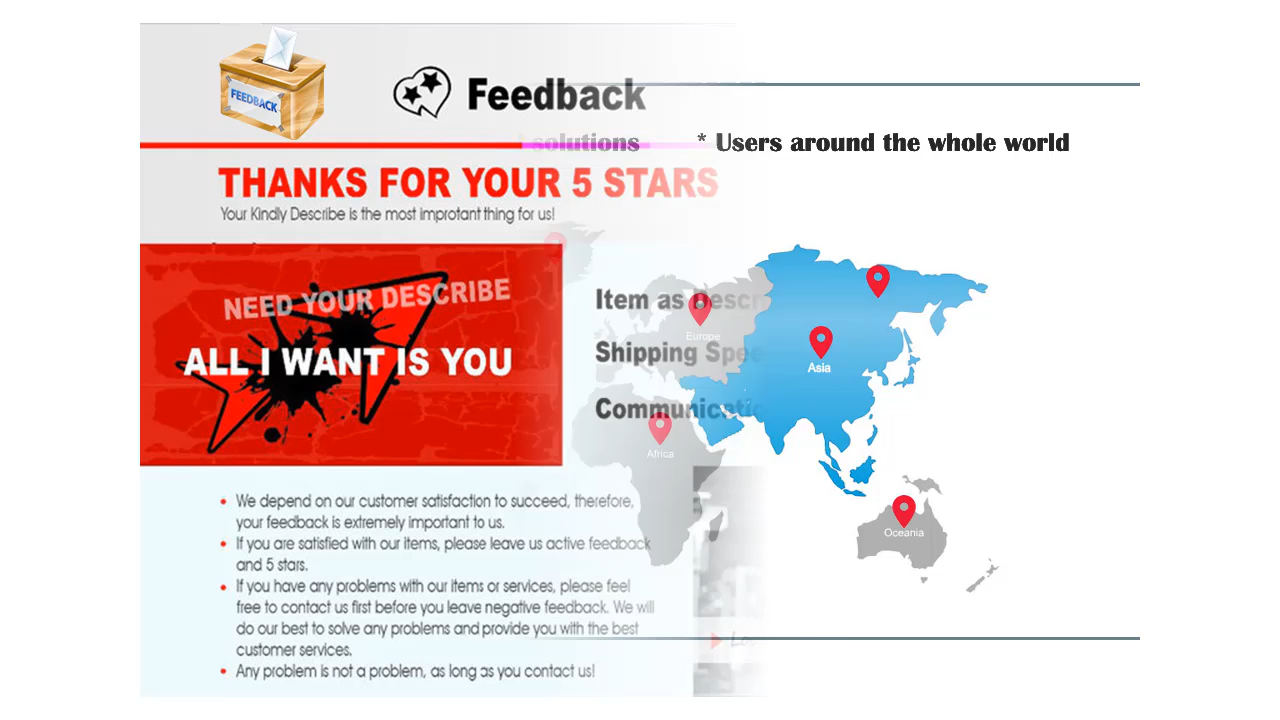 FEEDBACK
Feedback
solutions
* Users around the whole world
THANKS FOR YOUR 5 STARS
Your Kindly Describe is the most improtant thing for us!
NEED YOUR DESCRIBE
ALL I WANT IS YOU
Item as Descr
Shipping Spee
Communicatio
Europe
Asia
Africa
Oceania
• We depend on our customer satisfaction to succeed, therefore,
your feedback is extremely important to us.
• If you are satisfied with our items, please leave us active feedback
and 5 stars.
• If you have any problems with our items or services, please feel
free to contact us first before you leave negative feedback. We will
do our best to solve any problems and provide you with the best
customer services.
• Any problem is not a problem, as long as you contact us!